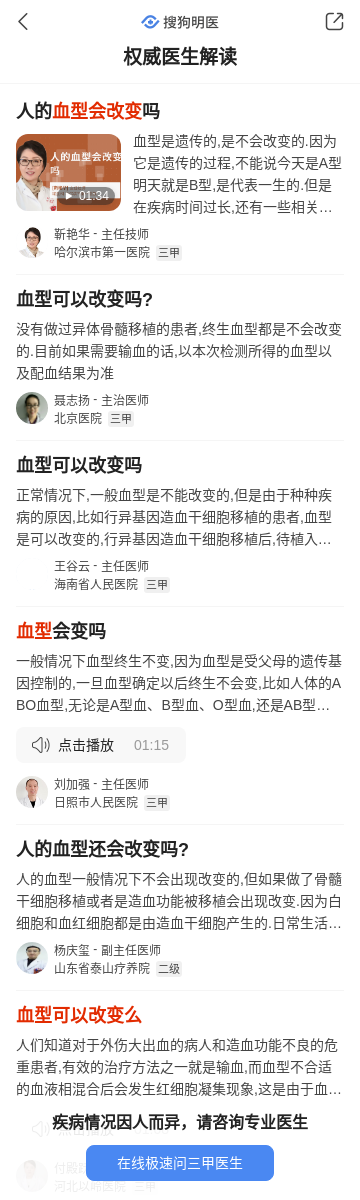 搜狗明医
权威医生解读
人的血型会改变吗
人的血型会改变
吗
01:34
血型是遗传的,是不会改变的.因为
它是遗传的过程,不能说今天是A型
明天就是B型,是代表一生的.但是
在疾病时间过长,还有一些相关…
靳艳华 - 主任技师
哈尔滨市第一医院 三甲
血型可以改变吗?
没有做过异体骨髓移植的患者,终生血型都是不会改变
的.目前如果需要输血的话,以本次检测所得的血型以
及配血结果为准
聂志扬 - 主治医师
北京医院 三甲
血型可以改变吗
正常情况下,一般血型是不能改变的,但是由于种种疾
病的原因,比如行异基因造血干细胞移植的患者,血型
是可以改变的,行异基因造血干细胞移植后,待植入…
王谷云 - 主任医师
海南省人民医院 三甲
血型会变吗
一般情况下血型终生不变,因为血型是受父母的遗传基
因控制的,一旦血型确定以后终生不会变,比如人体的A
BO血型,无论是A型血、B型血、O型血,还是AB型…
点击播放 01:15
刘加强 - 主任医师
日照市人民医院 三甲
人的血型还会改变吗?
人的血型一般情况下不会出现改变的,但如果做了骨髓
干细胞移植或者是造血功能被移植会出现改变.因为白
细胞和血红细胞都是由造血干细胞产生的.日常生活…
杨庆玺 - 副主任医师
山东省泰山疗养院 二级
血型可以改变么
人们知道对于外伤大出血的病人和造血功能不良的危
重患者,有效的治疗方法之一就是输血,而血型不合适
的血液相混合后会发生红细胞凝集现象,这是由于血…
疾病情况因人而异，请咨询专业医生
在线极速问三甲医生